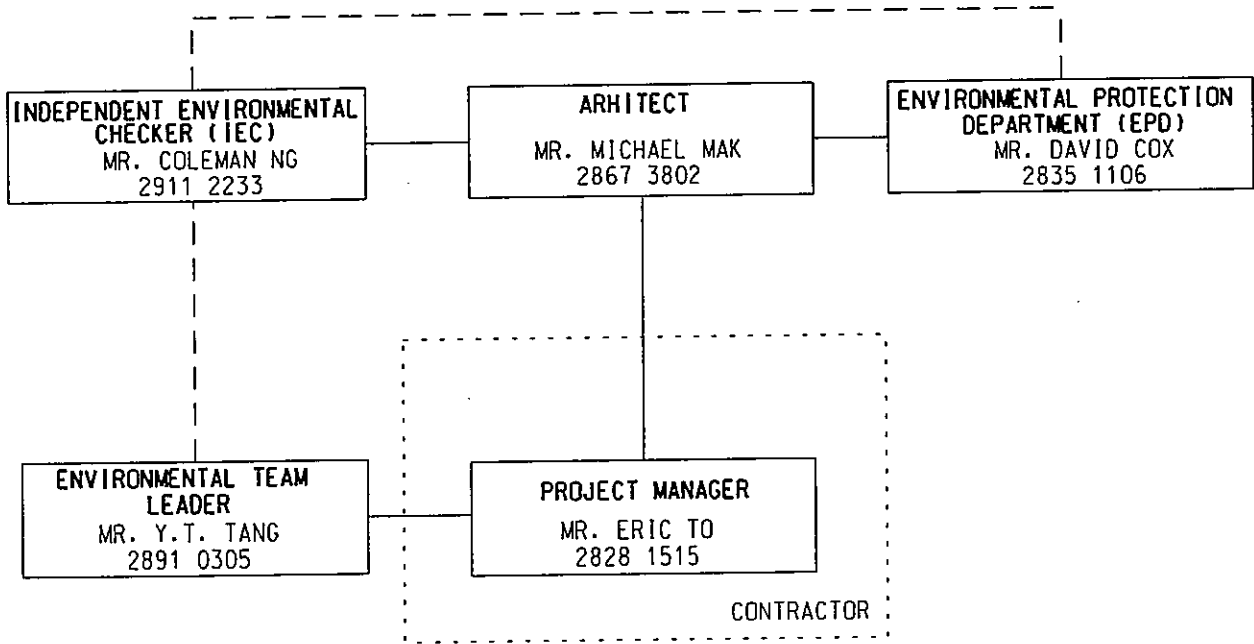 INDEPENDENT ENVIRONMENTAL
CHECKER (IEC)
MR. COLEMAN NG
2911 2233
ARHITECT
MR. MICHAEL MAK
2867 3802
ENVIRONMENTAL PROTECTION
DEPARTMENT (EPD)
MR. DAVID COX
2835 1106
ENVIRONMENTAL TEAM
LEADER
MR. Y.T. TANG
2891 0305
PROJECT MANAGER
MR. ERIC TO
2828 1515
CONTRACTOR